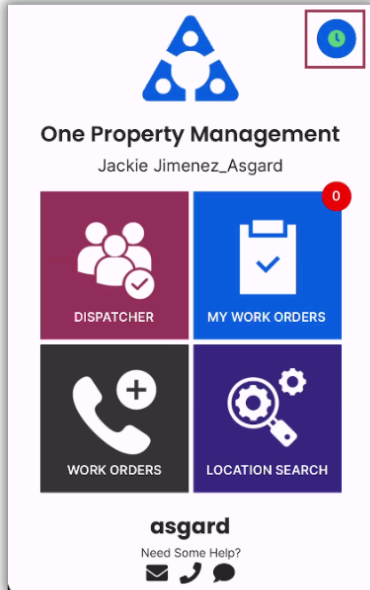 One Property Management
Jackie Jimenez_Asgard
0
DISPATCHER
MY WORK ORDERS
WORK ORDERS
LOCATION SEARCH
asgard
Need Some Help?